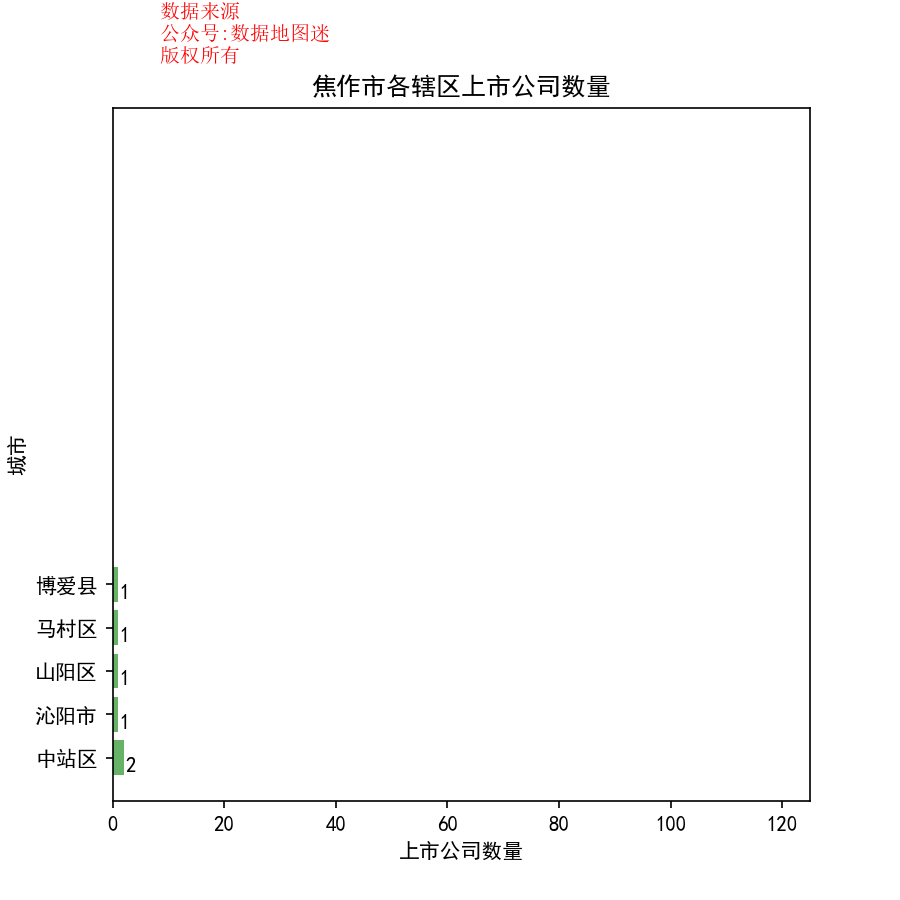 数据来源
公众号:数据地图迷
版权所有
焦作市各辖区上市公司数量
城市
博爱县 1
马村区 1
山阳区 1
沁阳市 1
中站区 2
0 20 40 60 80 100 120
上市公司数量